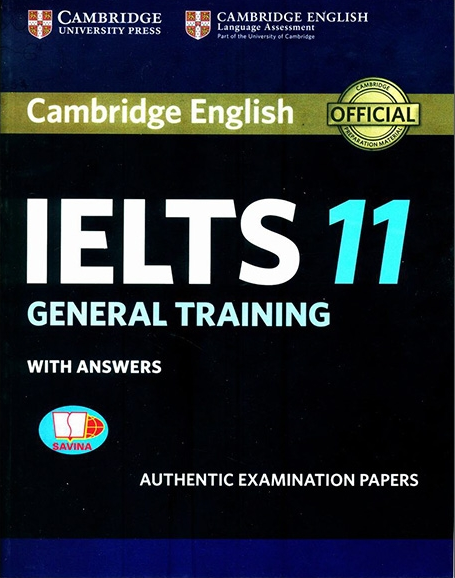 CAMBRIDGE
UNIVERSITY PRESS
CAMBRIDGE ENGLISH
Language Assessment
Part of the University of Cambridge
Cambridge English
CAMBRIDGE
OFFICIAL
PREPARATION MATERIAL
IELTS 11
GENERAL TRAINING
WITH ANSWERS
SAVINA
AUTHENTIC EXAMINATION PAPERS